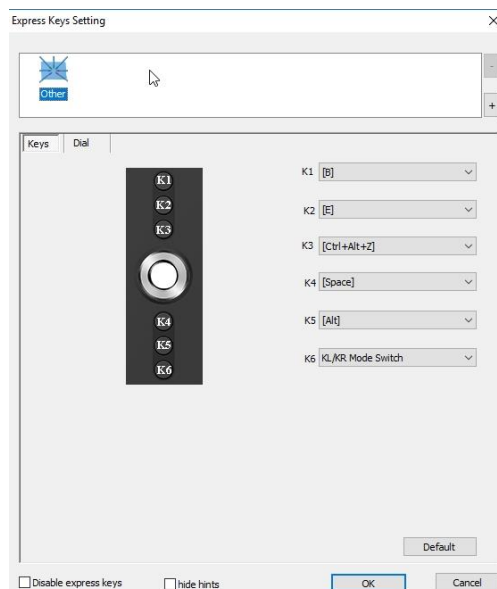 Express Keys Setting
Other
-
+
Keys Dial
K1
K2
K3
K4
K5
K6
K1 [B]
K2 [E]
K3 [Ctrl+Alt+Z]
K4 [Space]
K5 [Alt]
K6 KL/KR Mode Switch
Default
Disable express keys hide hints OK Cancel